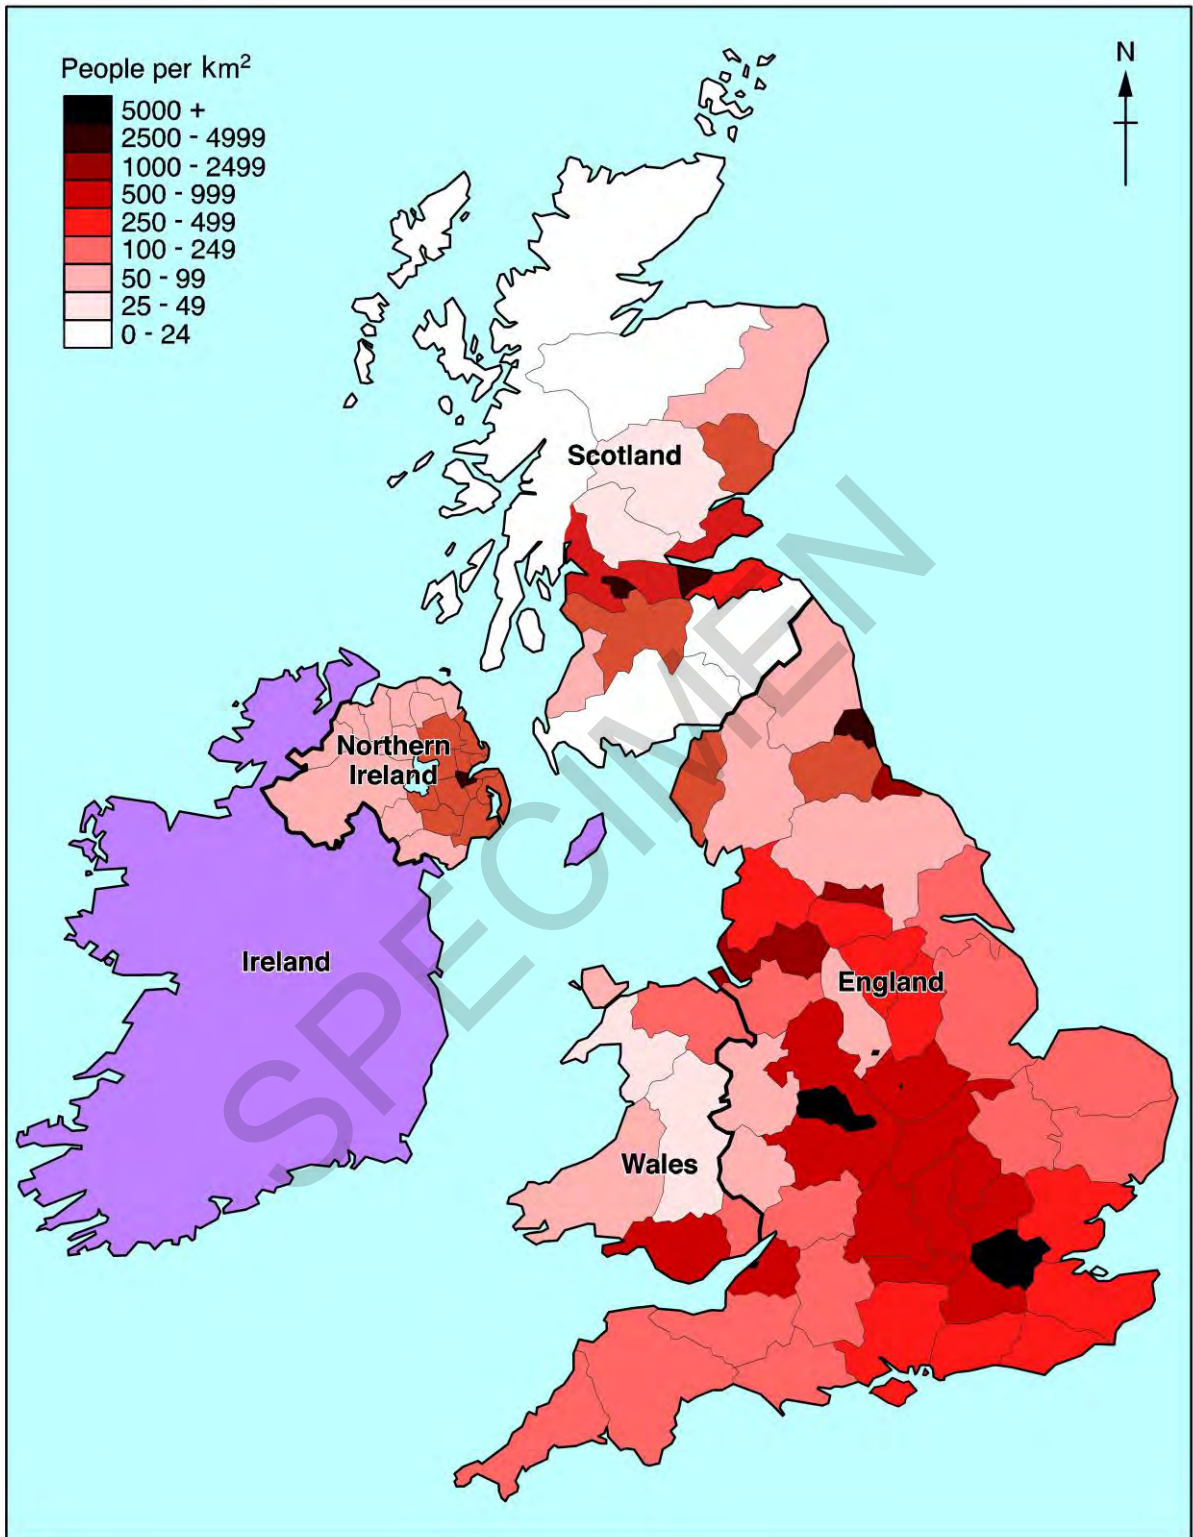 People per km²
5000 +
2500 - 4999
1000 - 2499
500 - 999
250 - 499
100 - 249
50 - 99
25 - 49
0 - 24
N
Scotland
Northern
Ireland
Ireland
England
Wales
SPECIMEN